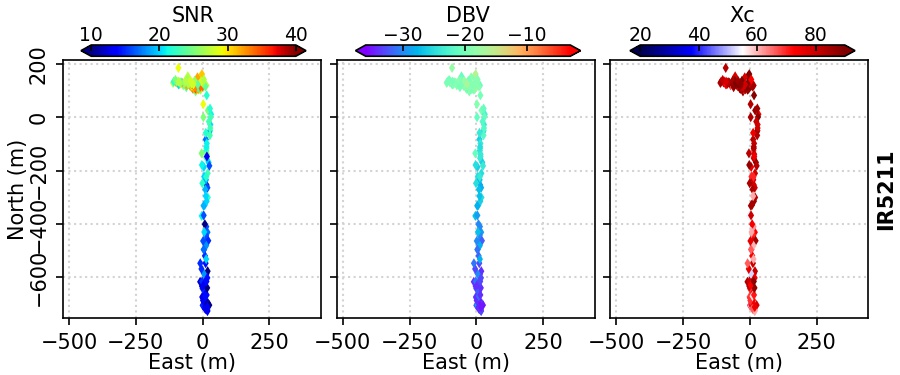 SNR DBV Xc
10 20 30 40 −30 −20 −10 20 40 60 80
200
0
−200
−400
−600
North (m)
IR5211
−500 −250 0 250 −500 −250 0 250 −500 −250 0 250
East (m) East (m) East (m)